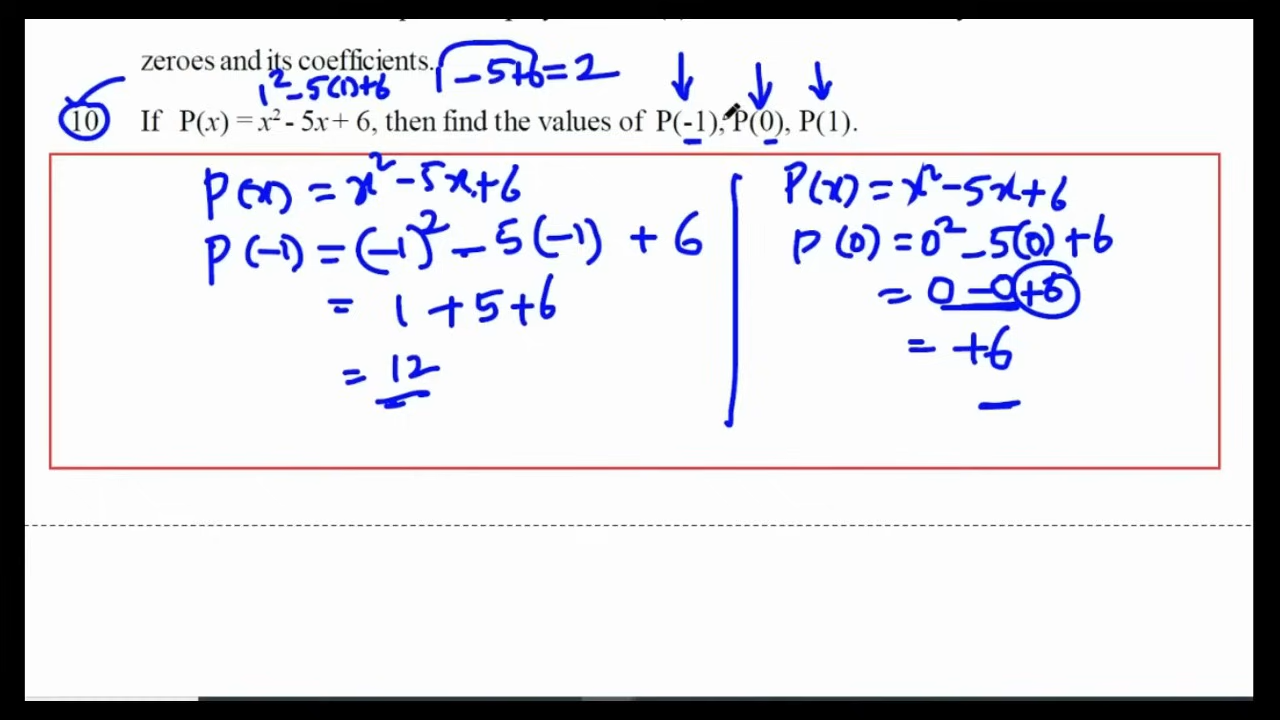 zeroes and its coefficients. 1 - 5+6 = 2
1² - 5(1)+6
10 If P(x) = x² - 5x + 6, then find the values of P(-1), P(0), P(1).
P(x) = x² - 5x + 6
P(-1) = (-1)² - 5(-1) + 6
= 1 + 5 + 6
= 12
P(x) = x² - 5x + 6
P(0) = 0² - 5(0) + 6
= 0 - 0 +6
= +6